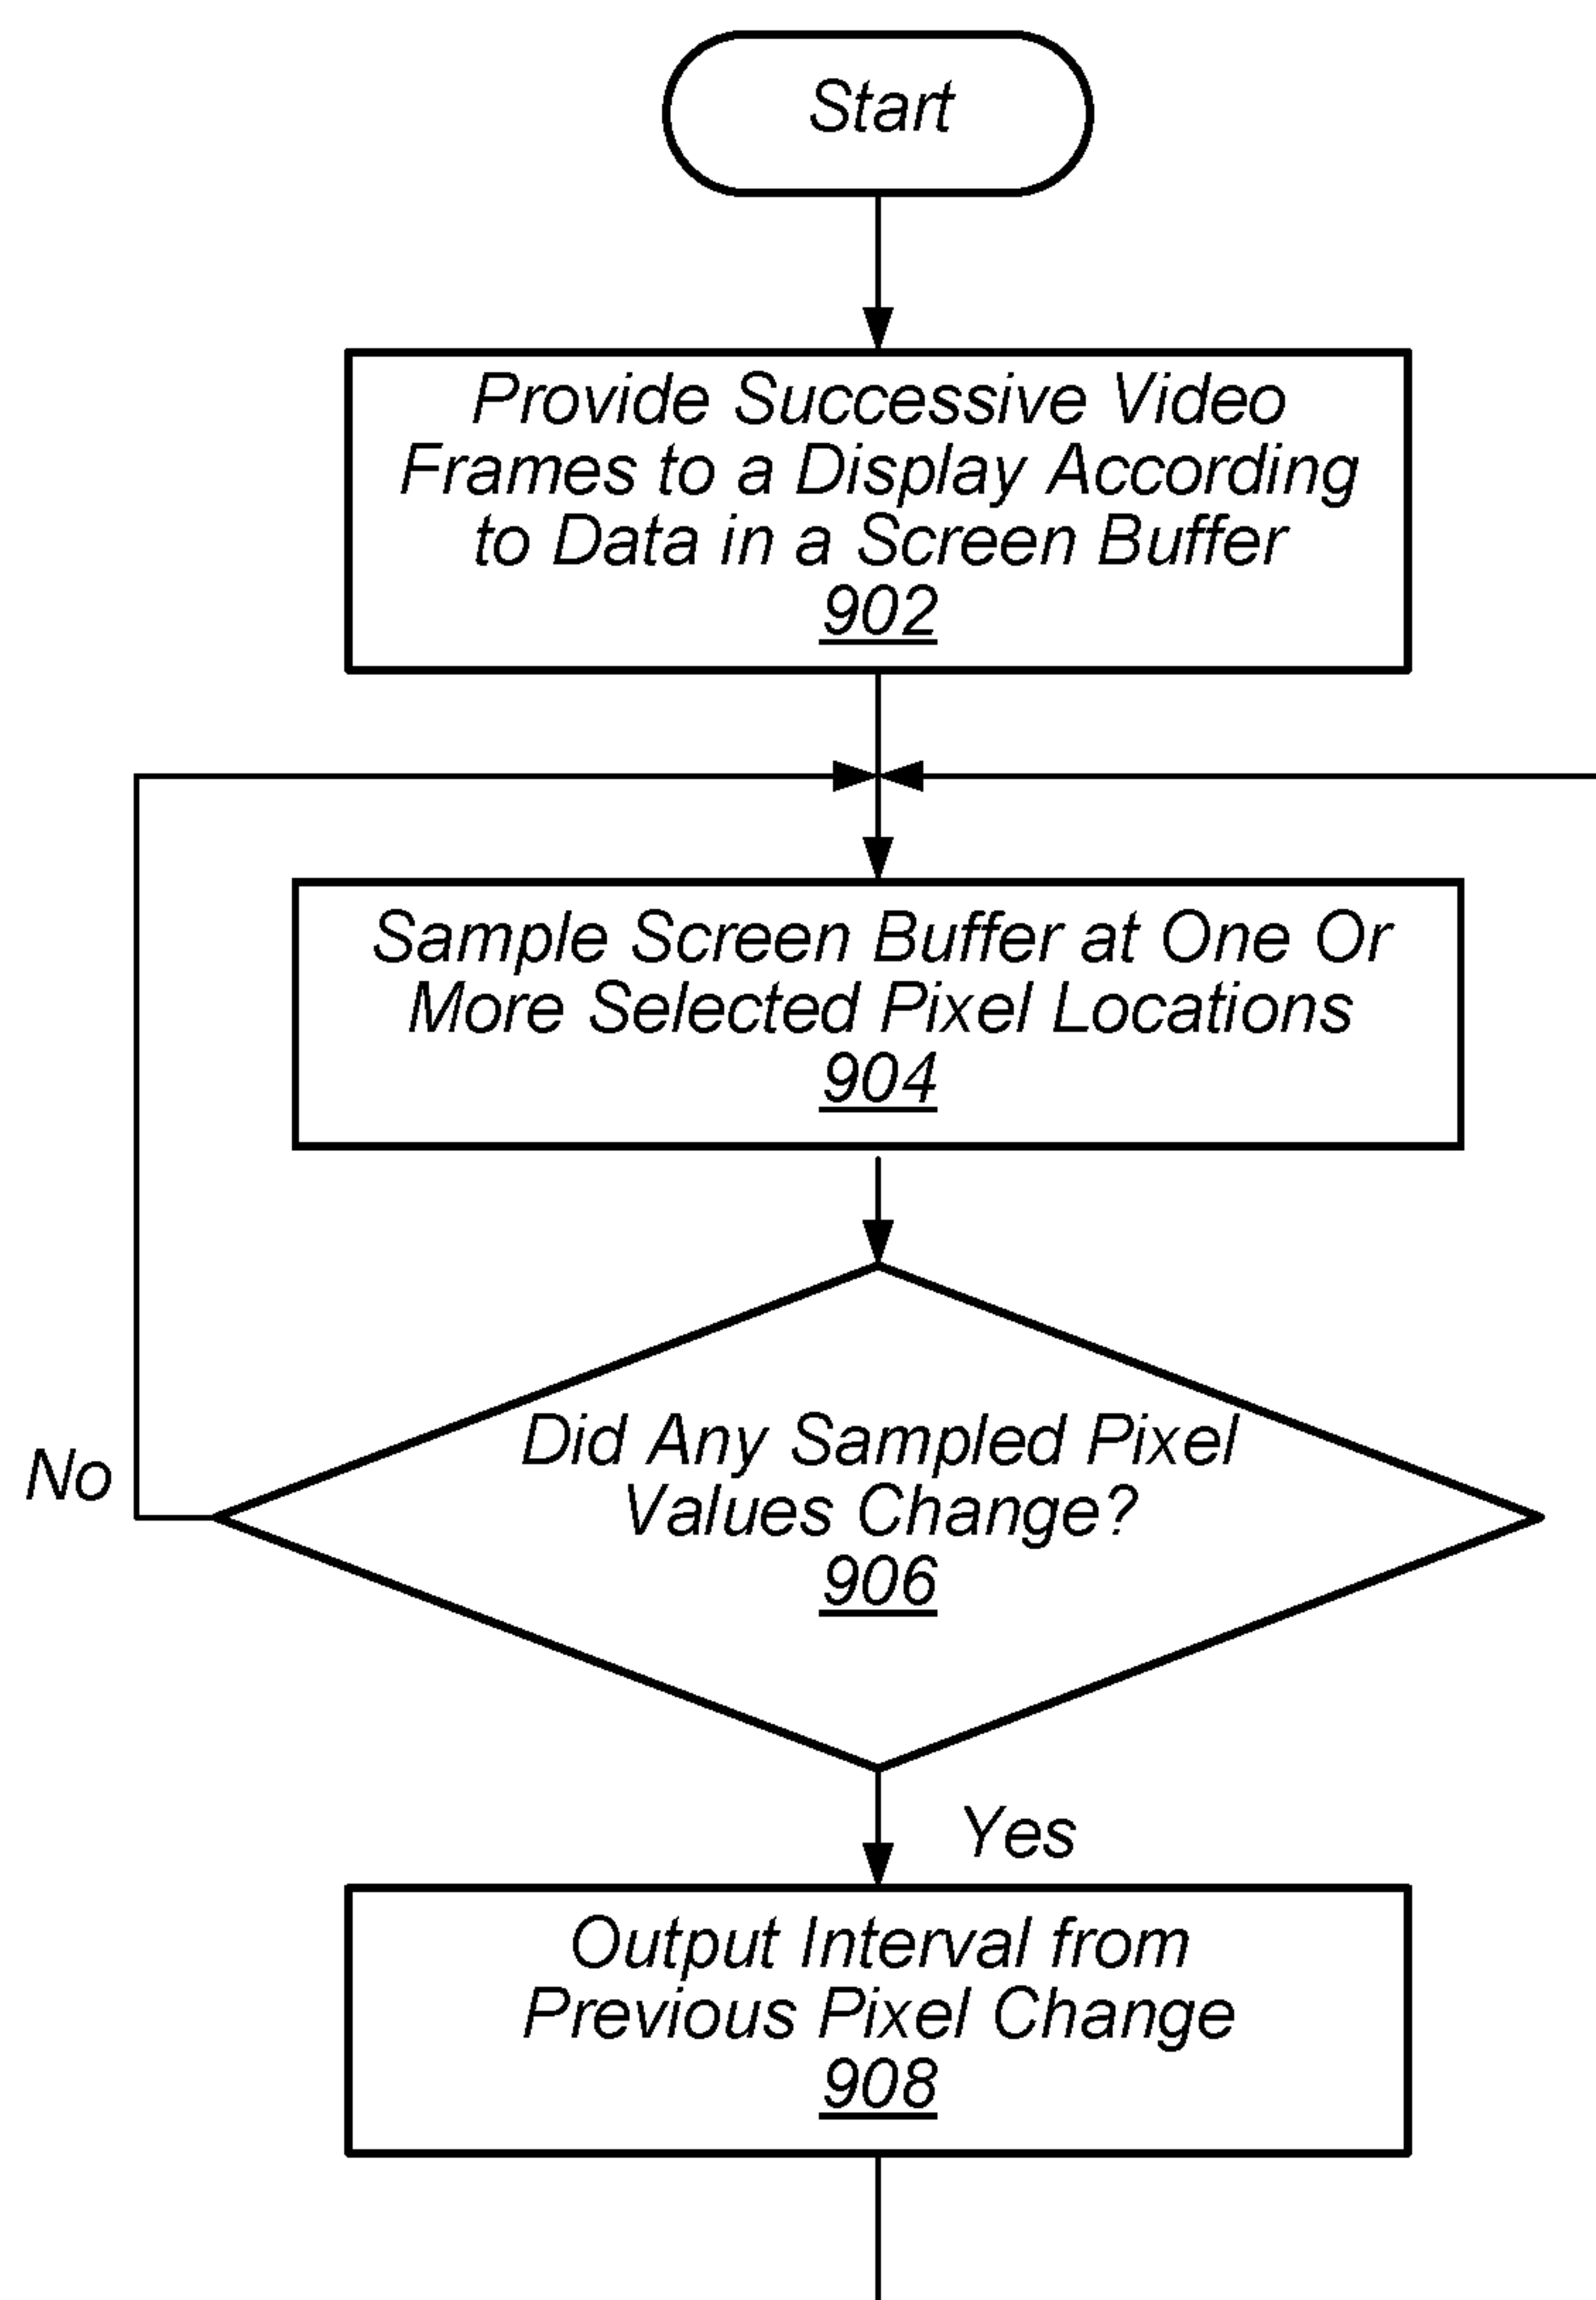 Start
Provide Successive Video
Frames to a Display According
to Data in a Screen Buffer
902
Sample Screen Buffer at One Or
More Selected Pixel Locations
904
Did Any Sampled Pixel
Values Change?
906
No
Yes
Output Interval from
Previous Pixel Change
908